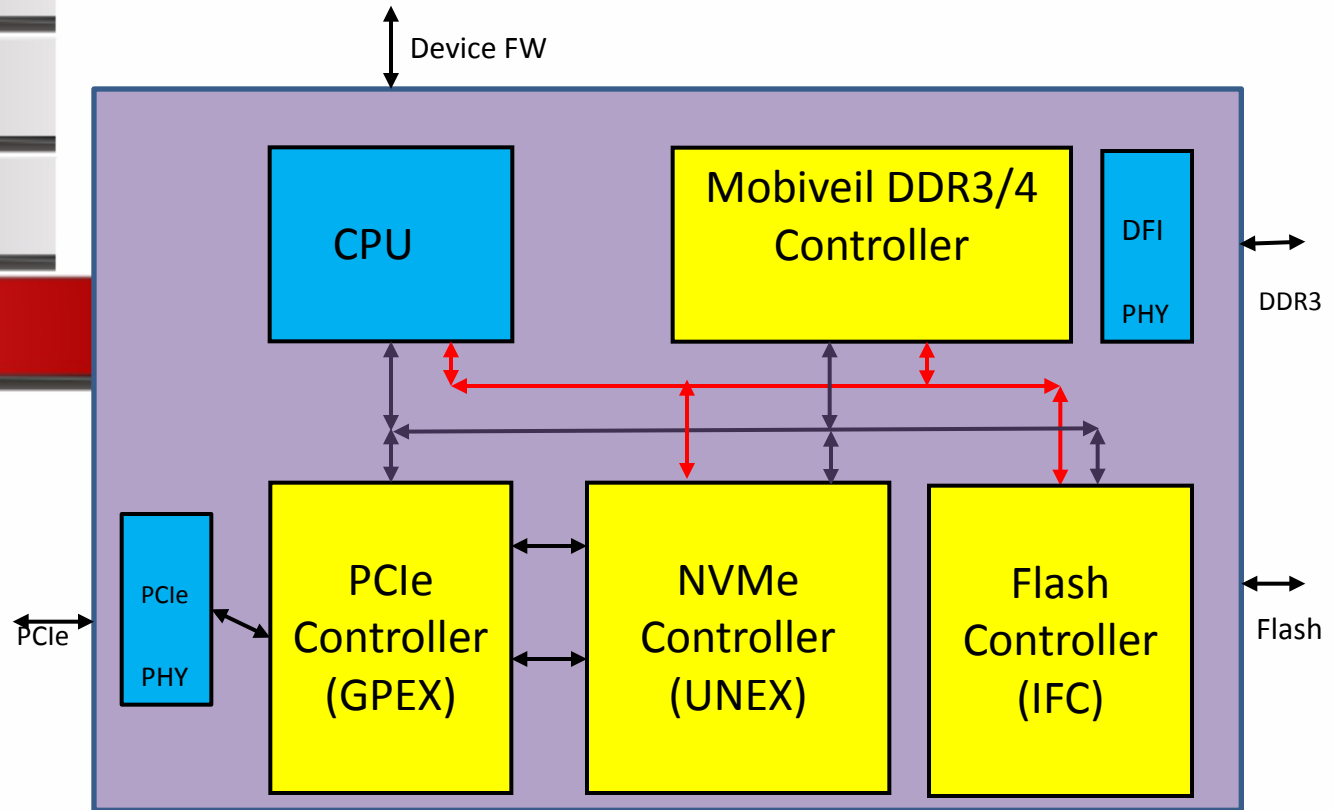 Device FW
CPU
Mobiveil DDR3/4
Controller
DFI
PHY
DDR3
PCIe
PCIe
PHY
PCIe
Controller
(GPEX)
NVMe
Controller
(UNEX)
Flash
Controller
(IFC)
Flash